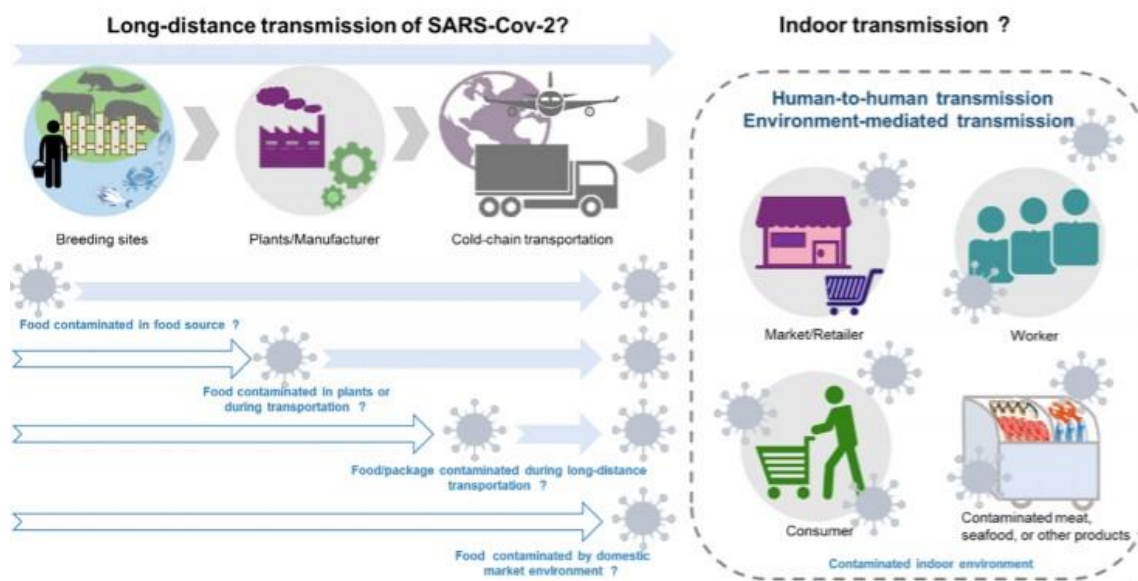 Long-distance transmission of SARS-Cov-2?
Indoor transmission ?
Human-to-human transmission
Environment-mediated transmission
Breeding sites
Plants/Manufacturer
Cold-chain transportation
Food contaminated in food source ?
Food contaminated in plants or
during transportation ?
Food/package contaminated during long-distance
transportation ?
Food contaminated by domestic
market environment ?
Market/Retailer
Worker
Consumer
Contaminated meat,
seafood, or other products ?
Contaminated indoor environment